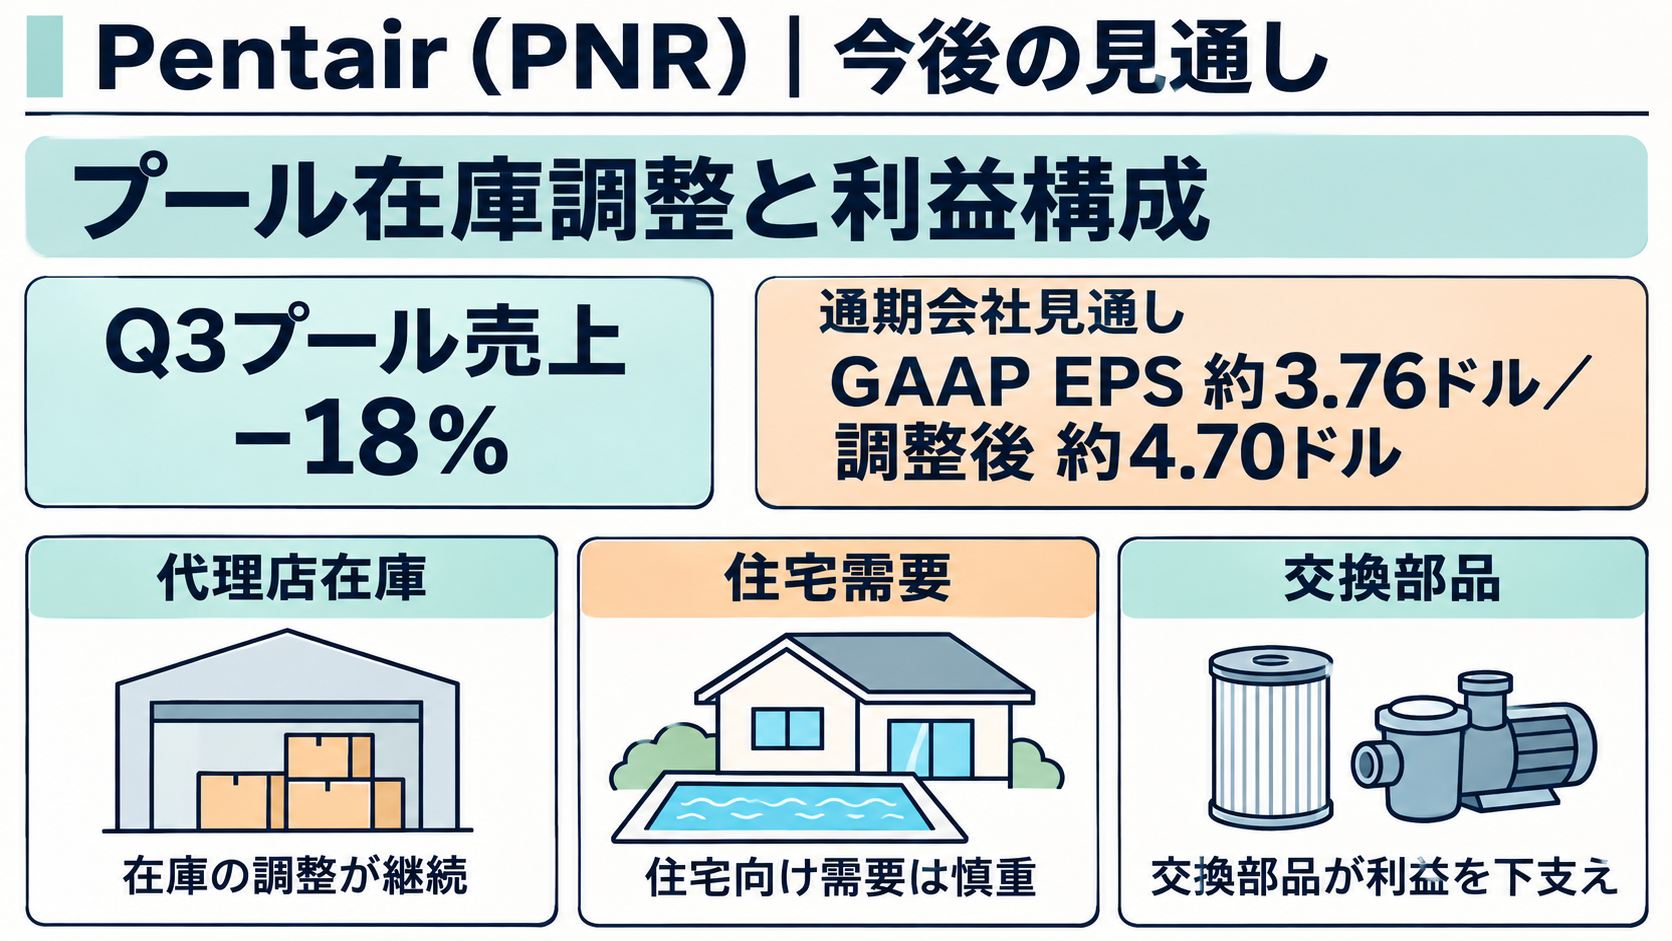 Pentair（PNR）｜今後の見通し
プール在庫調整と利益構成
Q3プール売上
−18%
通期会社見通し
GAAP EPS 約3.76ドル／
調整後 約4.70ドル
代理店在庫
住宅需要
交換部品
在庫の調整が継続
住宅向け需要は慎重
交換部品が利益を下支え